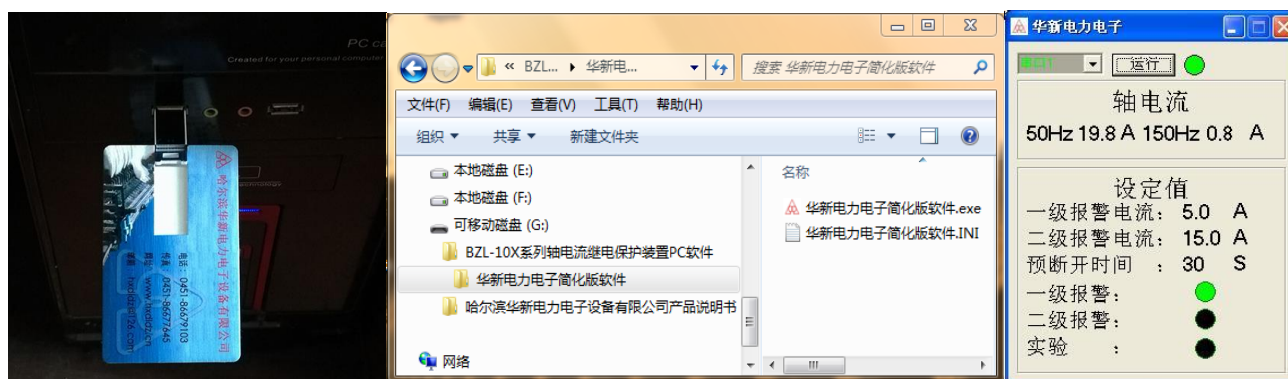 PC ca
Created for your personal computer
哈尔滨华新电力电子设备有限公司
电话：0451-86679103
传真：0451-86677645
网址：www.hxdldz.cn
邮箱：hxdldz@126.com
« BZL... ▸ 华新电...
搜索 华新电力电子简化版软件
文件(F) 编辑(E) 查看(V) 工具(T) 帮助(H)
组织 共享 新建文件夹
本地磁盘 (E:)
本地磁盘 (F:)
可移动磁盘 (G:)
BZL-10X系列轴电流继电保护装置PC软件
华新电力电子简化版软件
哈尔滨华新电力电子设备有限公司产品说明书
网络
名称
华新电力电子简化版软件.exe
华新电力电子简化版软件.INI
华新电力电子
串口1 运行
轴电流
50Hz 19.8 A 150Hz 0.8 A
设定值
一级报警电流： 5.0 A
二级报警电流： 15.0 A
预断开时间 ： 30 S
一级报警：
二级报警：
实验 ：